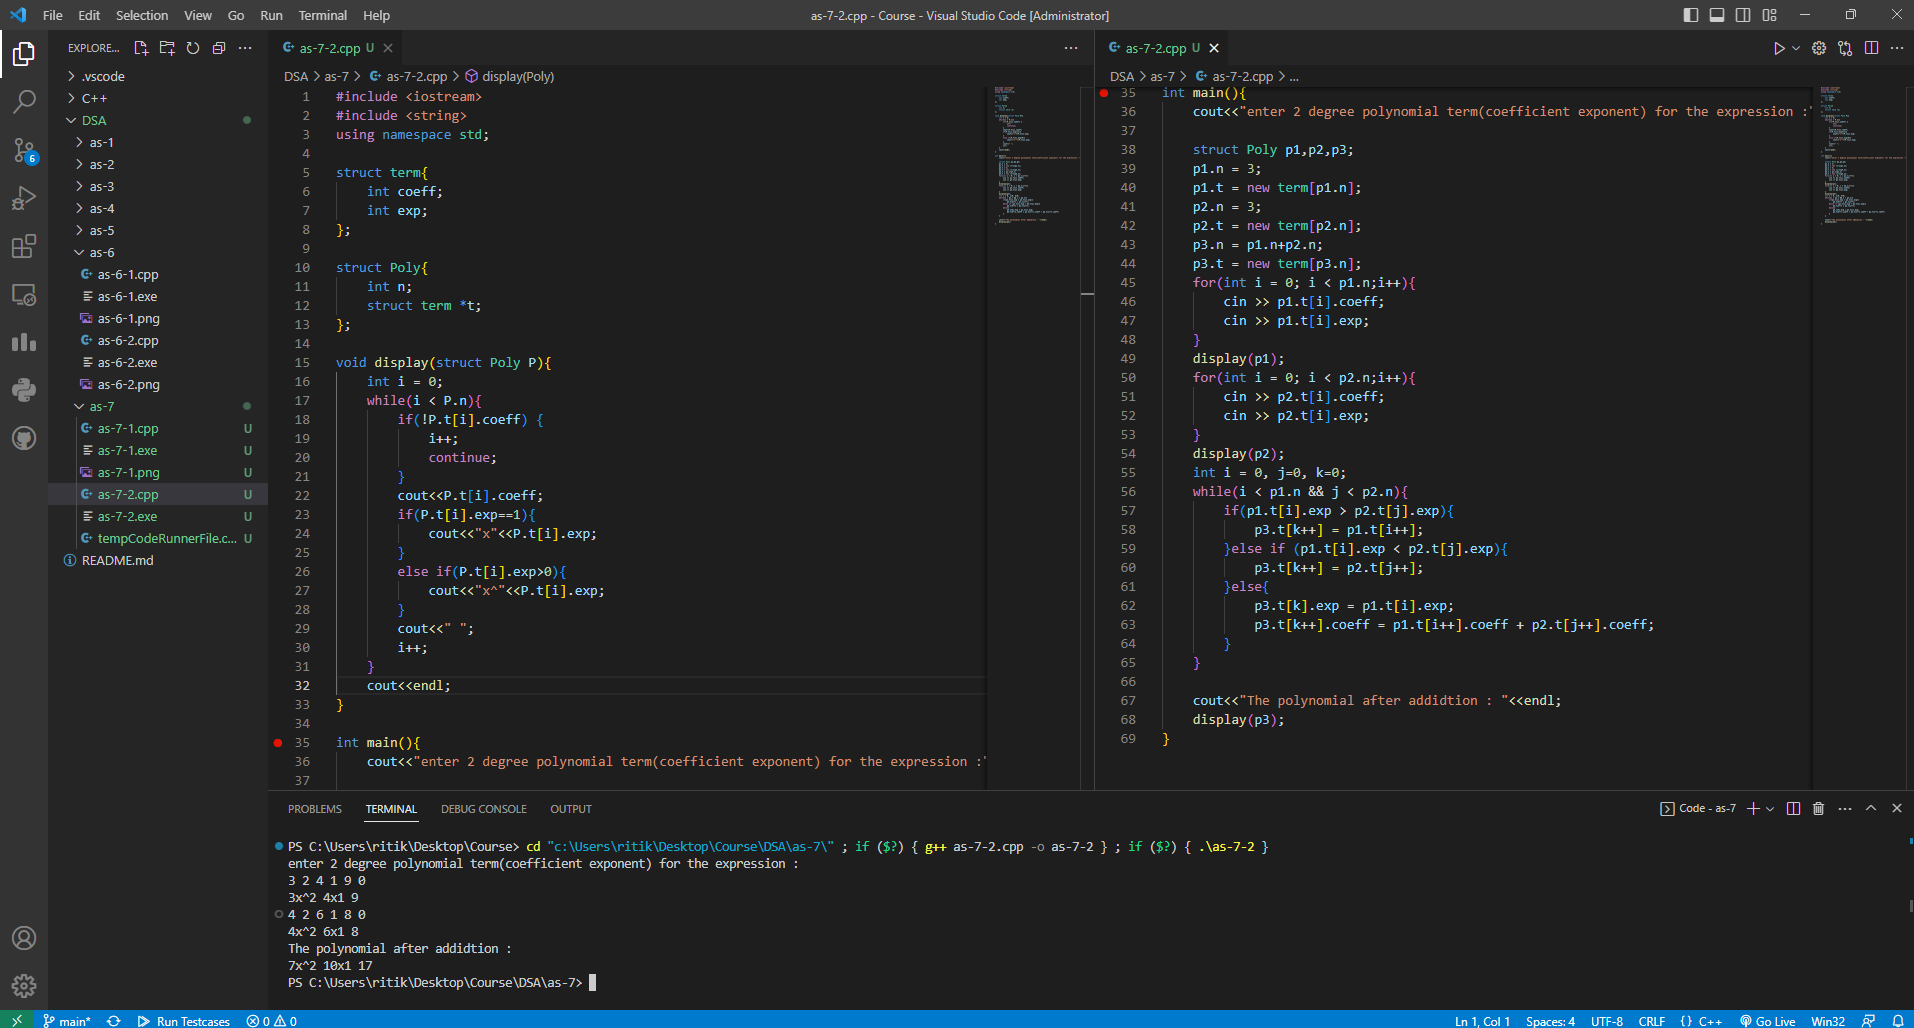 File Edit Selection View Go Run Terminal Help
as-7-2.cpp - Course - Visual Studio Code [Administrator]
EXPLORE...
.vscode
C++
DSA
as-1
as-2
as-3
as-4
as-5
as-6
as-6-1.cpp
as-6-1.exe
as-6-1.png
as-6-2.cpp
as-6-2.exe
as-6-2.png
as-7
as-7-1.cpp U
as-7-1.exe U
as-7-1.png U
as-7-2.cpp U
as-7-2.exe U
tempCodeRunnerFile.c... U
README.md
6
as-7-2.cpp U
DSA > as-7 > as-7-2.cpp > display(Poly)
1 #include <iostream>
2 #include <string>
3 using namespace std;
4
5 struct term{
6 int coeff;
7 int exp;
8 };
9
10 struct Poly{
11 int n;
12 struct term *t;
13 };
14
15 void display(struct Poly P){
16 int i = 0;
17 while(i < P.n){
18 if(!P.t[i].coeff) {
19 i++;
20 continue;
21 }
22 cout<<P.t[i].coeff;
23 if(P.t[i].exp==1){
24 cout<<"x"<<P.t[i].exp;
25 }
26 else if(P.t[i].exp>0){
27 cout<<"x^"<<P.t[i].exp;
28 }
29 cout<<" ";
30 i++;
31 }
32 cout<<endl;
33 }
34
35 int main(){
36 cout<<"enter 2 degree polynomial term(coefficient exponent) for the expression :"
37
as-7-2.cpp U
DSA > as-7 > as-7-2.cpp > ...
35 int main(){
36 cout<<"enter 2 degree polynomial term(coefficient exponent) for the expression :"
37
38 struct Poly p1,p2,p3;
39 p1.n = 3;
40 p1.t = new term[p1.n];
41 p2.n = 3;
42 p2.t = new term[p2.n];
43 p3.n = p1.n+p2.n;
44 p3.t = new term[p3.n];
45 for(int i = 0; i < p1.n;i++){
46 cin >> p1.t[i].coeff;
47 cin >> p1.t[i].exp;
48 }
49 display(p1);
50 for(int i = 0; i < p2.n;i++){
51 cin >> p2.t[i].coeff;
52 cin >> p2.t[i].exp;
53 }
54 display(p2);
55 int i = 0, j=0, k=0;
56 while(i < p1.n && j < p2.n){
57 if(p1.t[i].exp > p2.t[j].exp){
58 p3.t[k++] = p1.t[i++];
59 }else if (p1.t[i].exp < p2.t[j].exp){
60 p3.t[k++] = p2.t[j++];
61 }else{
62 p3.t[k].exp = p1.t[i].exp;
63 p3.t[k++].coeff = p1.t[i++].coeff + p2.t[j++].coeff;
64 }
65 }
66
67 cout<<"The polynomial after addidtion : "<<endl;
68 display(p3);
69 }
PROBLEMS TERMINAL DEBUG CONSOLE OUTPUT
Code - as-7
PS C:\Users\ritik\Desktop\Course> cd "c:\Users\ritik\Desktop\Course\DSA\as-7\" ; if ($?) { g++ as-7-2.cpp -o as-7-2 } ; if ($?) { .\as-7-2 }
enter 2 degree polynomial term(coefficient exponent) for the expression :
3 2 4 1 9 0
3x^2 4x1 9
4 2 6 1 8 0
4x^2 6x1 8
The polynomial after addidtion :
7x^2 10x1 17
PS C:\Users\ritik\Desktop\Course\DSA\as-7>
main* Run Testcases 0 0 Ln 1, Col 1 Spaces: 4 UTF-8 CRLF {} C++ Go Live Win32